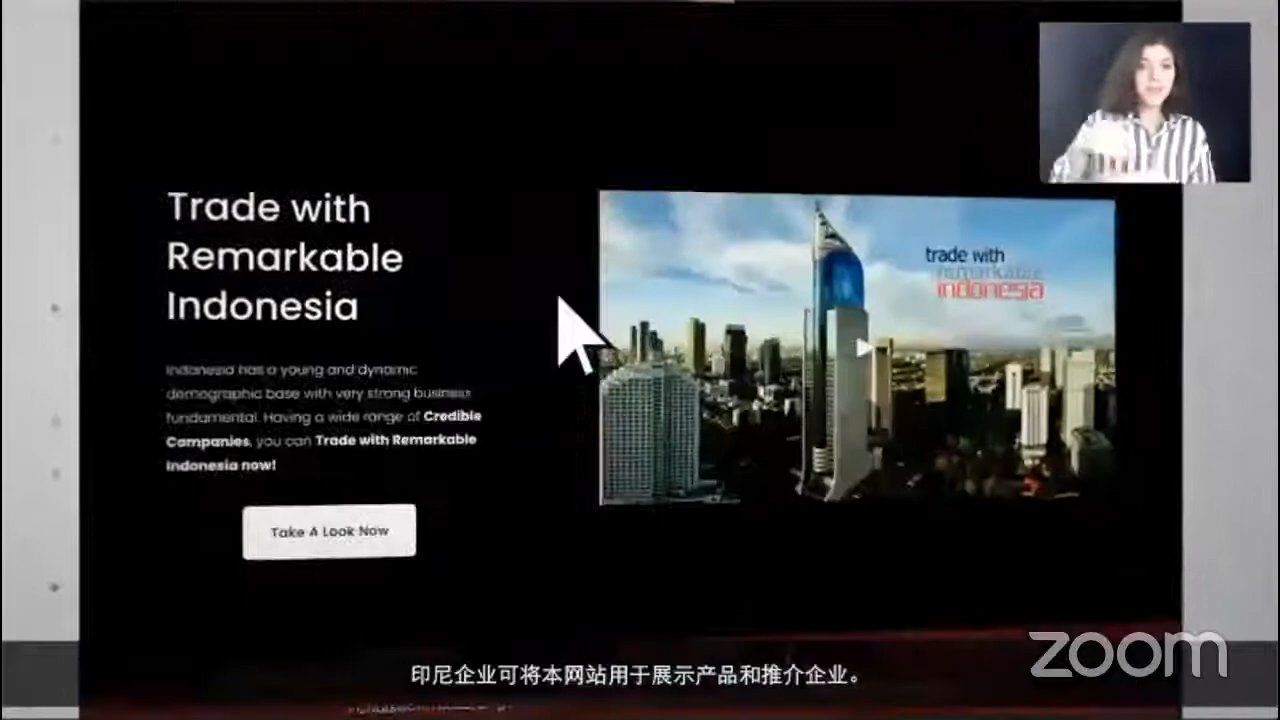 Trade with
Remarkable
Indonesia
trade with
remarkable
indonesia
Indonesia has a young and dynamic
demographic base with very strong business
fundamental. Having a wide range of Credible
Companies, you can Trade with Remarkable
Indonesia now!
Take A Look Now
zoom
印尼企业可将本网站用于展示产品和推介企业。